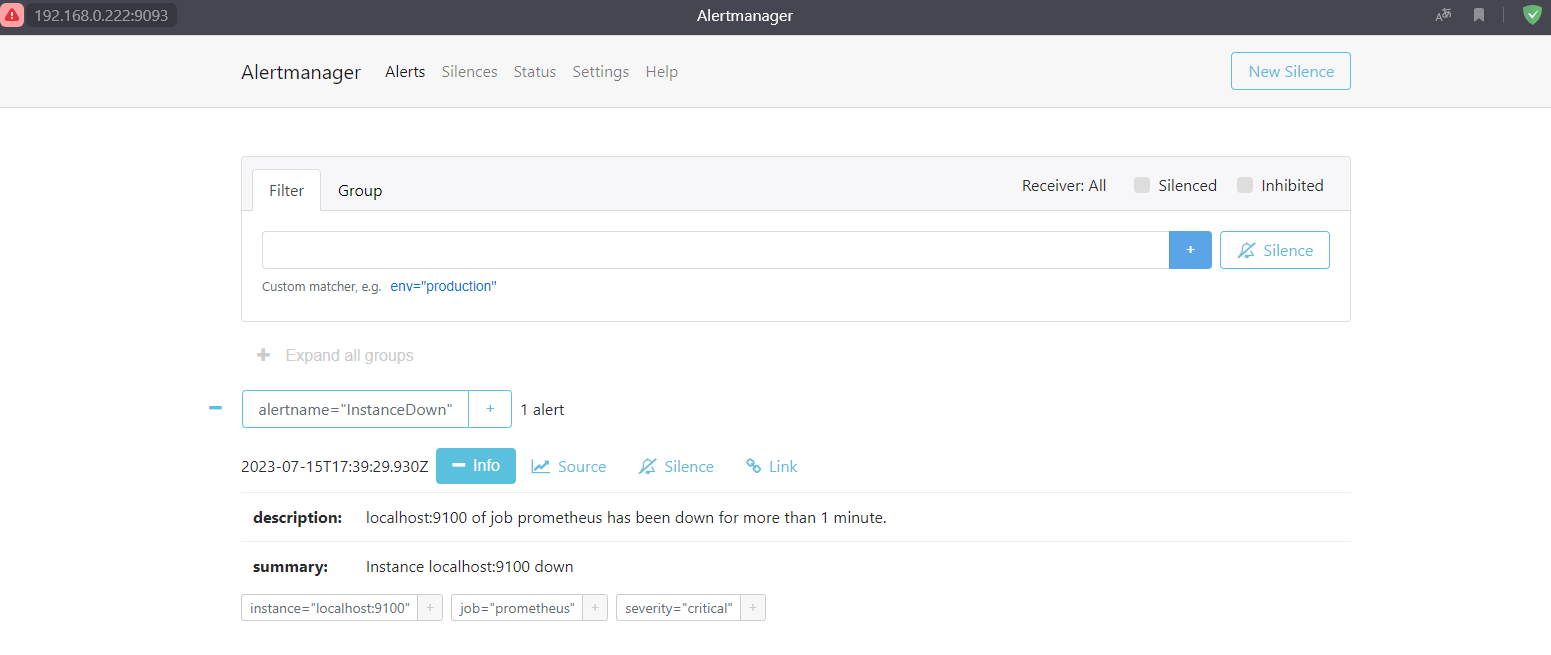 192.168.0.222:9093 Alertmanager
Alertmanager Alerts Silences Status Settings Help New Silence
Filter Group Receiver: All Silenced Inhibited
+ Silence
Custom matcher, e.g. env="production"
+ Expand all groups
alertname="InstanceDown" + 1 alert
2023-07-15T17:39:29.930Z Info Source Silence Link
description: localhost:9100 of job prometheus has been down for more than 1 minute.
summary: Instance localhost:9100 down
instance="localhost:9100" + job="prometheus" + severity="critical" +